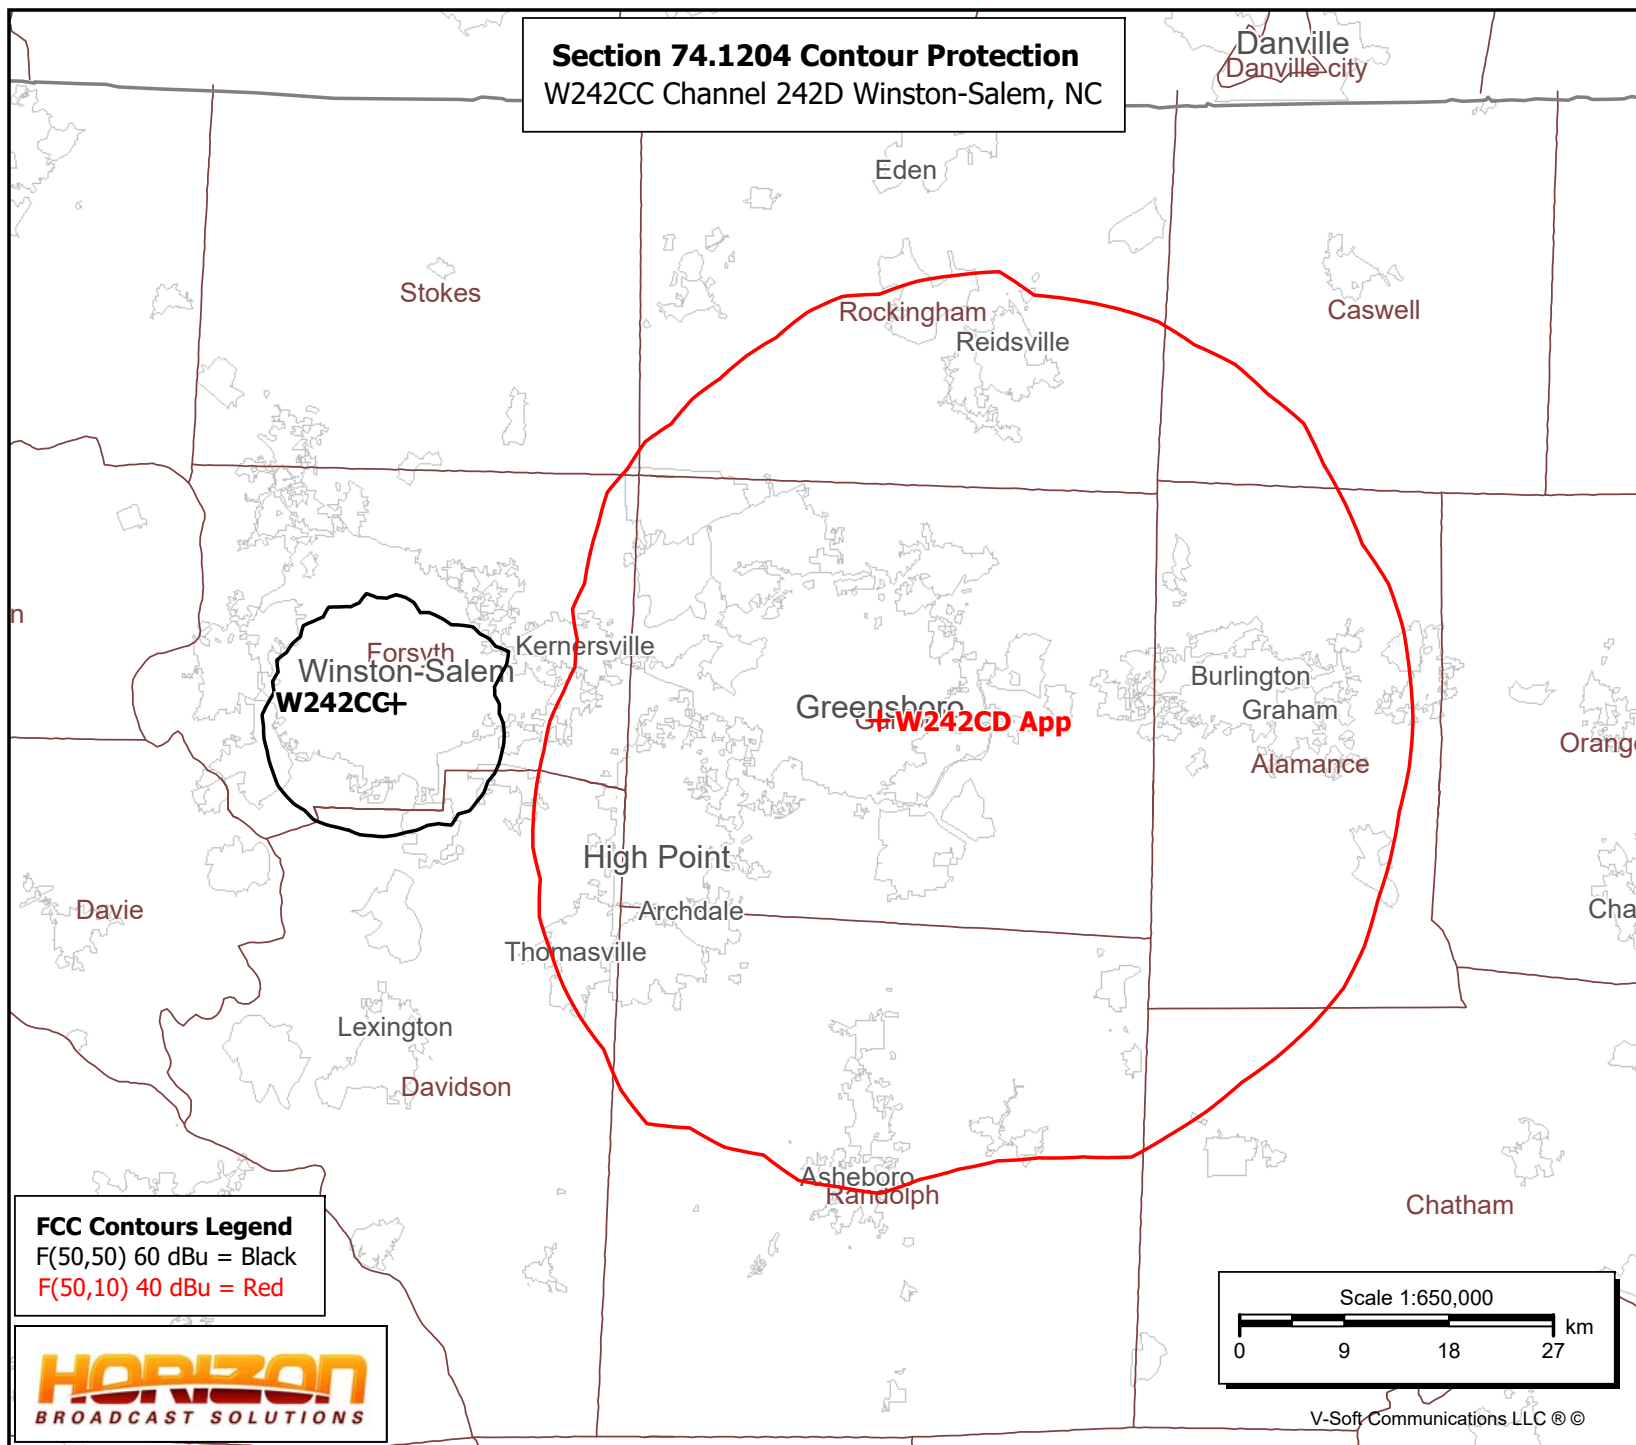 Section 74.1204 Contour Protection
W242CC Channel 242D Winston-Salem, NC
Danville
Danville city
Eden
Stokes
Rockingham
Caswell
Reidsville
n
Forsyth
Kernersville
Winston-Salem
W242CC
Burlington
Greensboro
Graham
W242CD App
Orange
Alamance
High Point
Davie
Archdale
Cha
Thomasville
Lexington
Davidson
Asheboro
Randolph
Chatham
FCC Contours Legend
F(50,50) 60 dBu = Black
F(50,10) 40 dBu = Red
Scale 1:650,000
km
0 9 18 27
HORIZON
BROADCAST SOLUTIONS
V-Soft Communications LLC ® ©